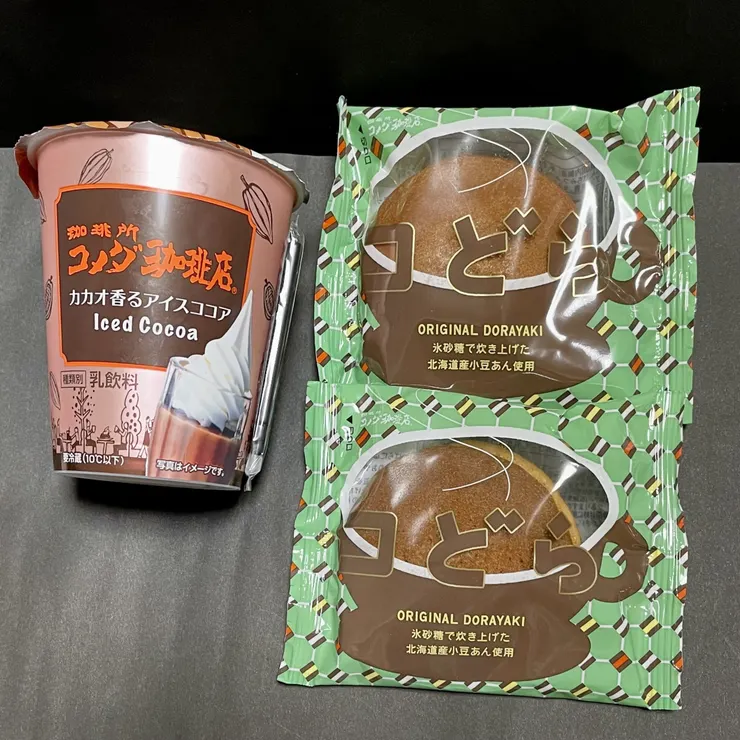 珈琲所
コメダ珈琲店®
カカオ香るアイスココア
Iced Cocoa
種類別 乳飲料
要冷蔵(10℃以下)
写真はイメージです。
コメダ珈琲店
コどら
ORIGINAL DORAYAKI
氷砂糖で炊き上げた
北海道産小豆あん使用
コメダ珈琲店
コどら
ORIGINAL DORAYAKI
氷砂糖で炊き上げた
北海道産小豆あん使用